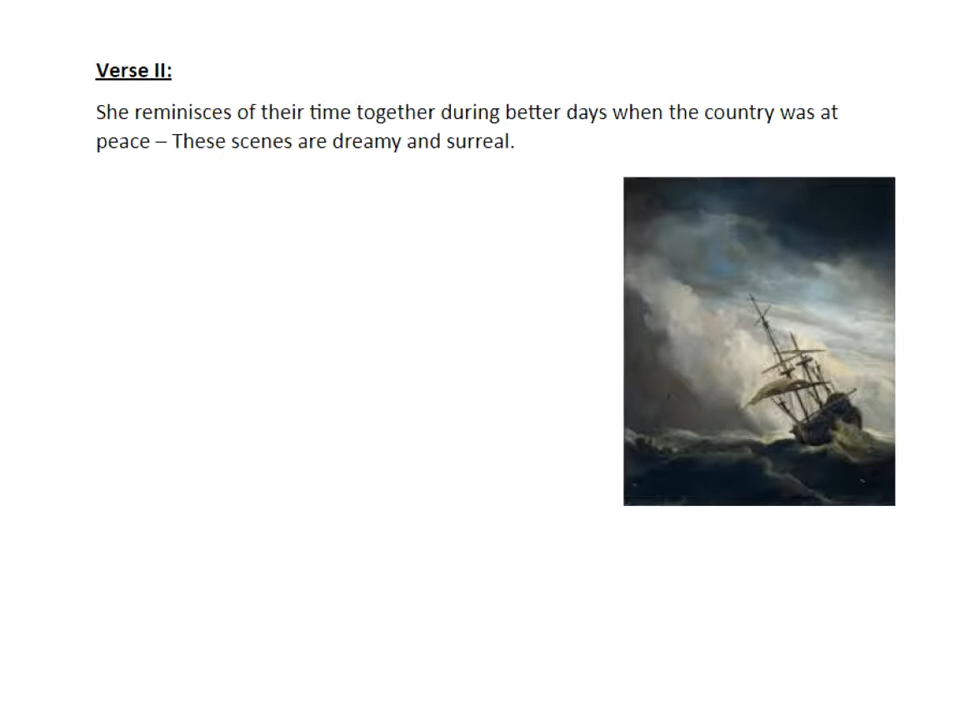 Verse II:
She reminisces of their time together during better days when the country was at
peace – These scenes are dreamy and surreal.